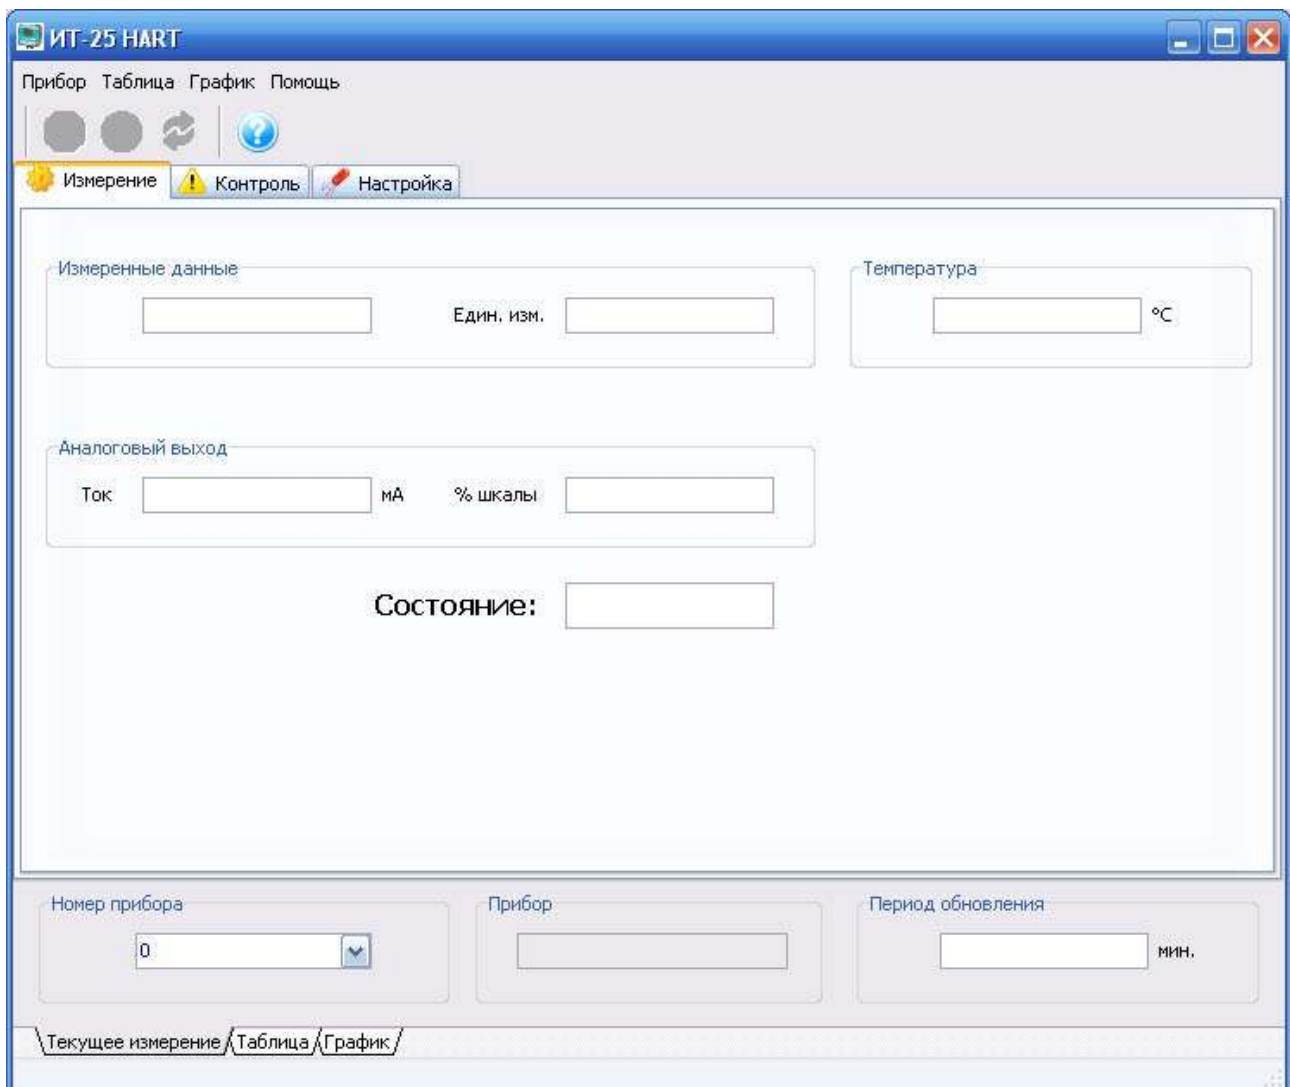 ИТ-25 HART
Прибор Таблица График Помощь
Измерение Контроль Настройка
Измеренные данные Температура
Един. изм. °C
Аналоговый выход
Ток мА % шкалы
Состояние:
Номер прибора Прибор Период обновления
0 мин.
Текущее измерение Таблица График